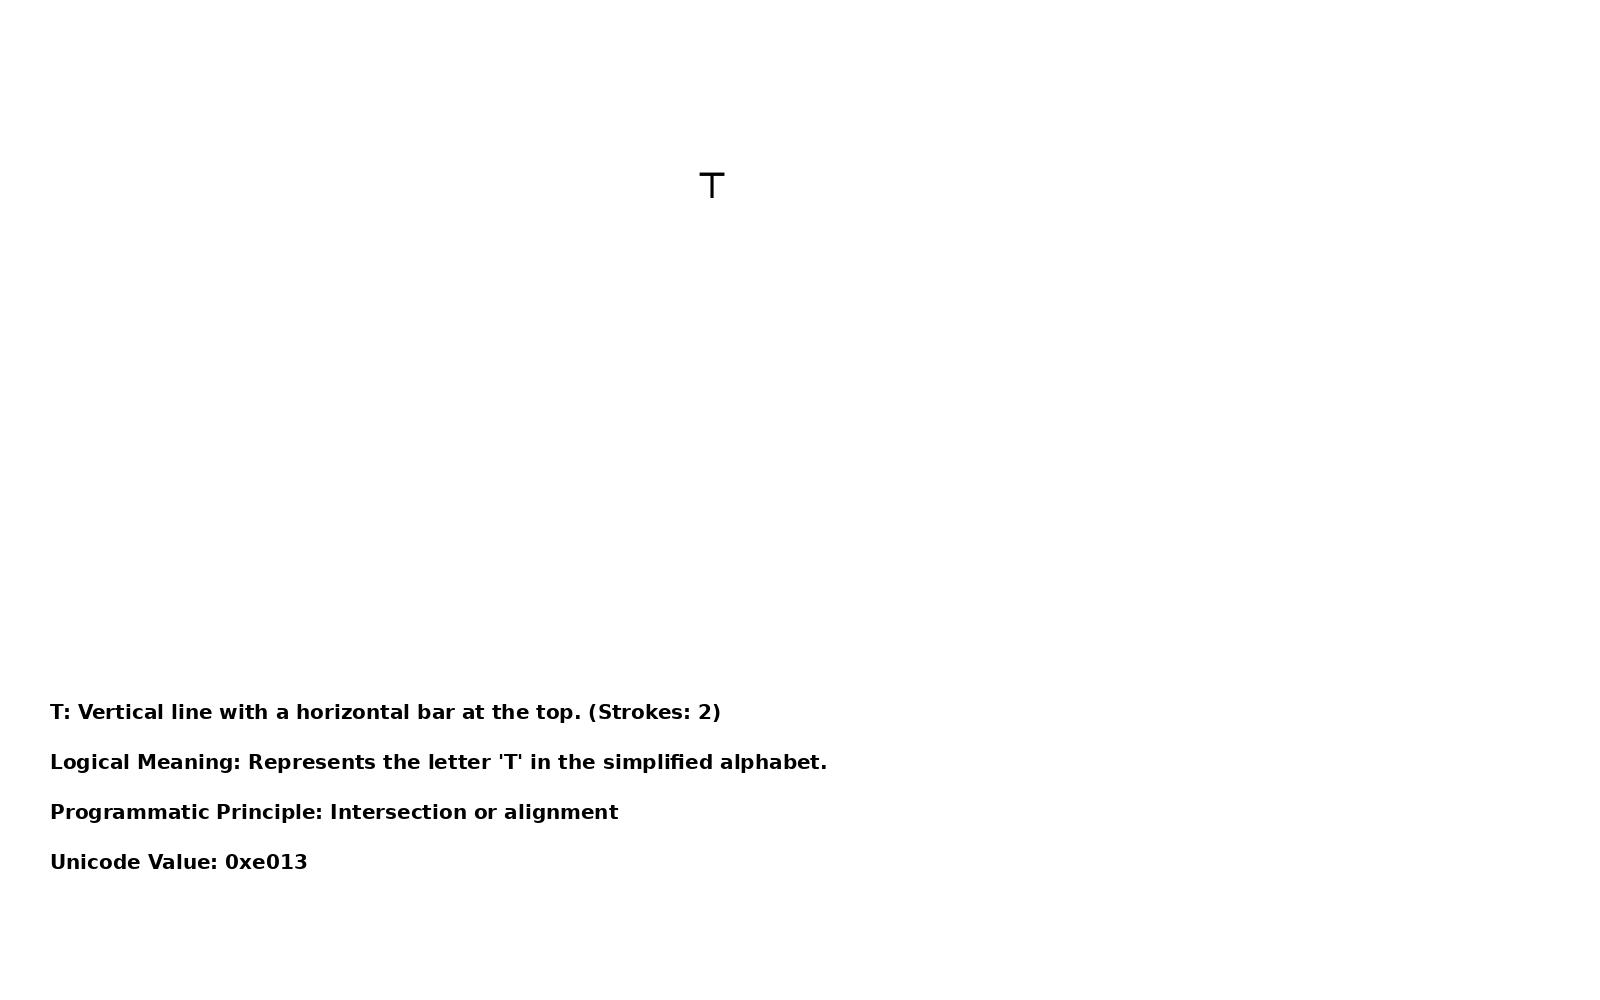 T
T: Vertical line with a horizontal bar at the top. (Strokes: 2)
Logical Meaning: Represents the letter 'T' in the simplified alphabet.
Programmatic Principle: Intersection or alignment
Unicode Value: 0xe013